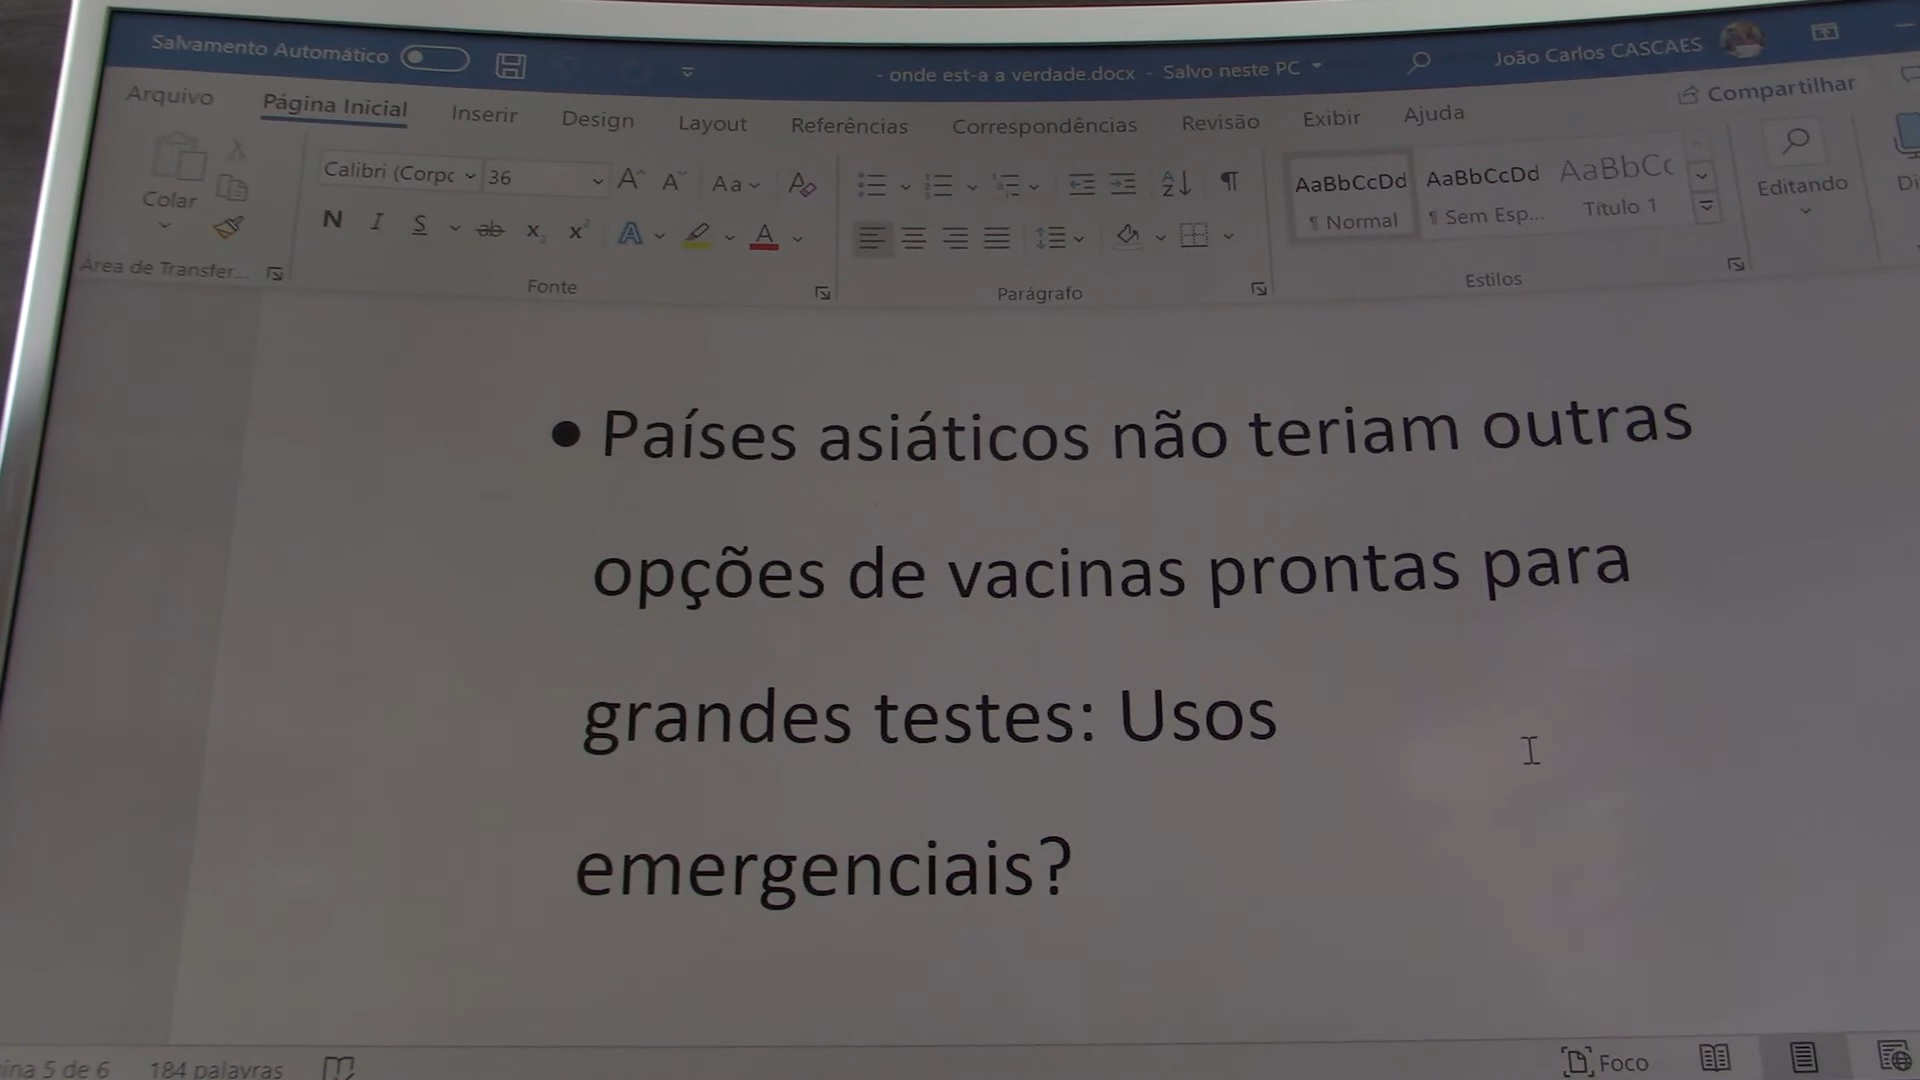 Salvamento Automático
- onde est-a a verdade.docx - Salvo neste PC
João Carlos CASCAES
Arquivo Página Inicial Inserir Design Layout Referências Correspondências Revisão Exibir Ajuda Compartilhar
Calibri (Corpo 36
Colar
Área de Transfer...
N I S ab x₂ x² A A
Fonte
Parágrafo
AaBbCcDd AaBbCcDd AaBbCc
¶ Normal ¶ Sem Esp... Título 1
Estilos
Editando
• Países asiáticos não teriam outras
opções de vacinas prontas para
grandes testes: Usos
emergenciais?
ina 5 de 6 184 palavras
Foco